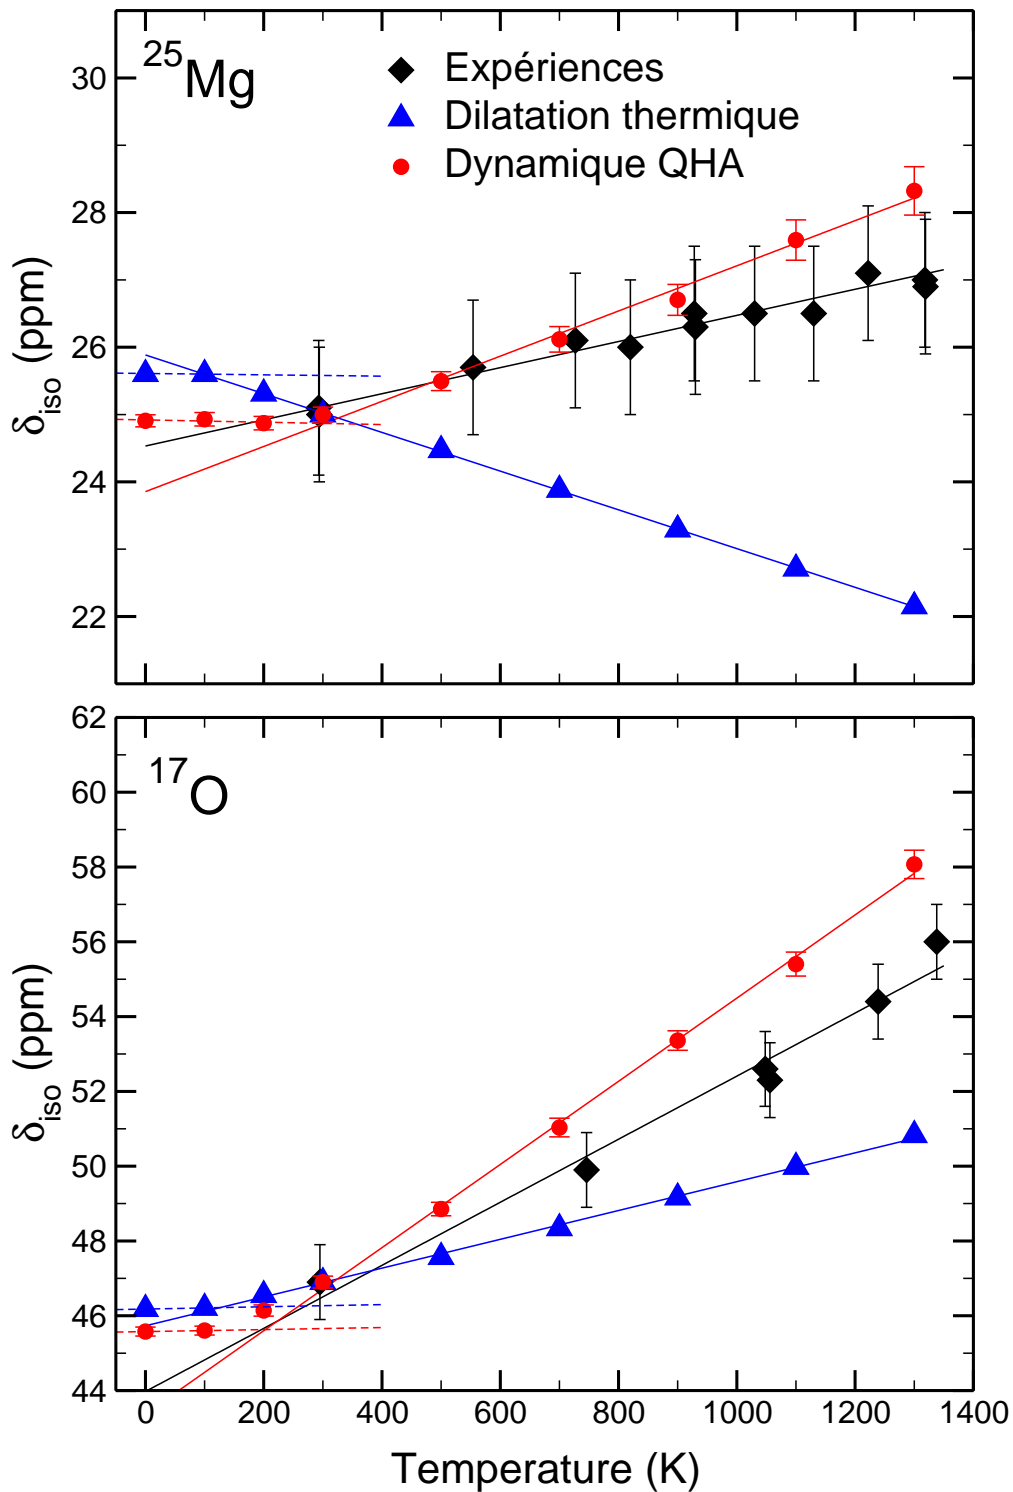 ²⁵Mg
Expériences
Dilatation thermique
Dynamique QHA
30
28
26
24
22
δiso (ppm)
¹⁷O
62
60
58
56
54
52
50
48
46
44
δiso (ppm)
0 200 400 600 800 1000 1200 1400
Temperature (K)